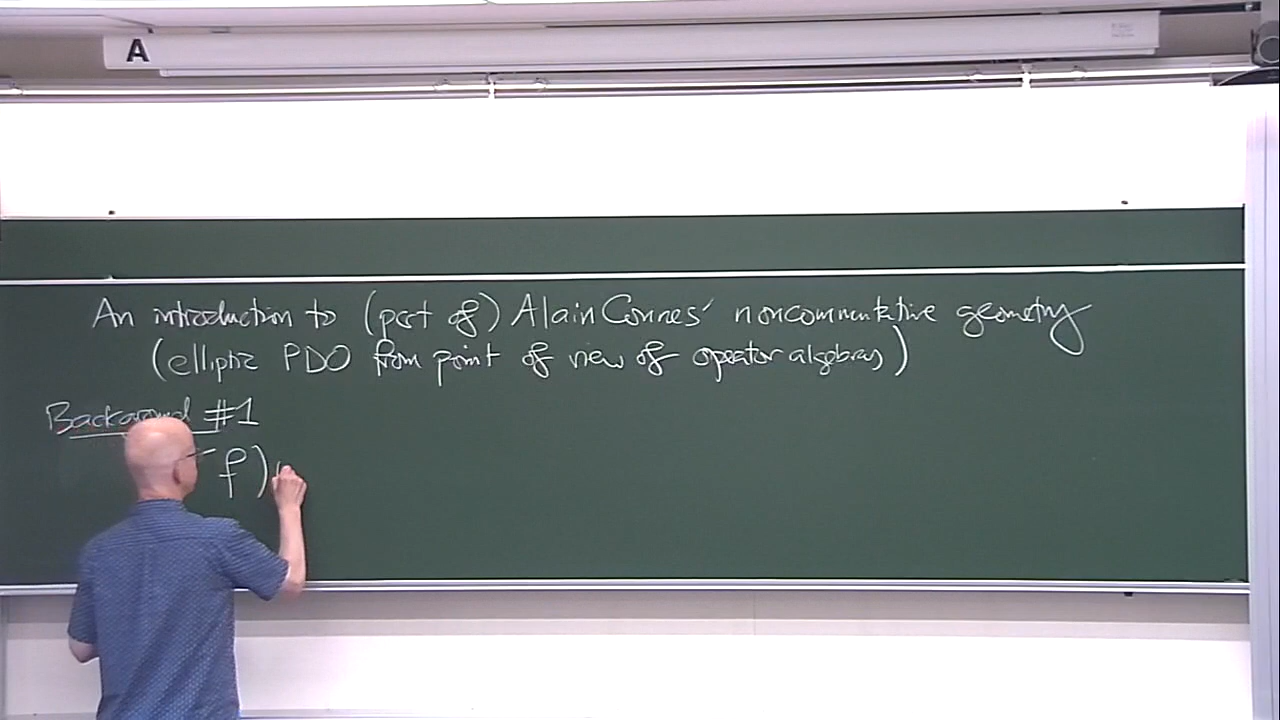 A
An introduction to (part of) Alain Connes' noncommutative geometry
(elliptic PDO from point of view of operator algebras)
Background #1
f)